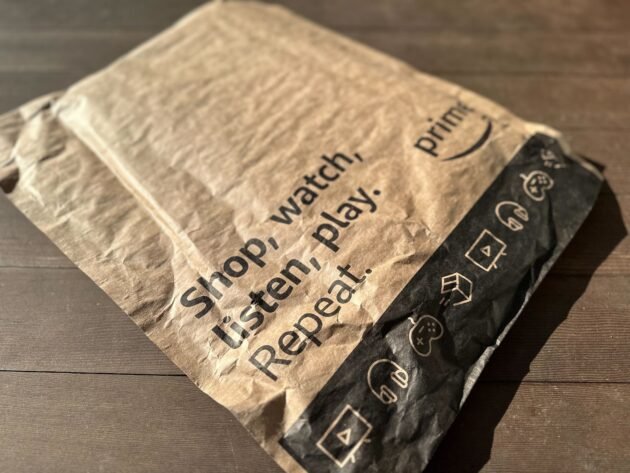 prime
Shop, watch,
listen, play.
Repeat.